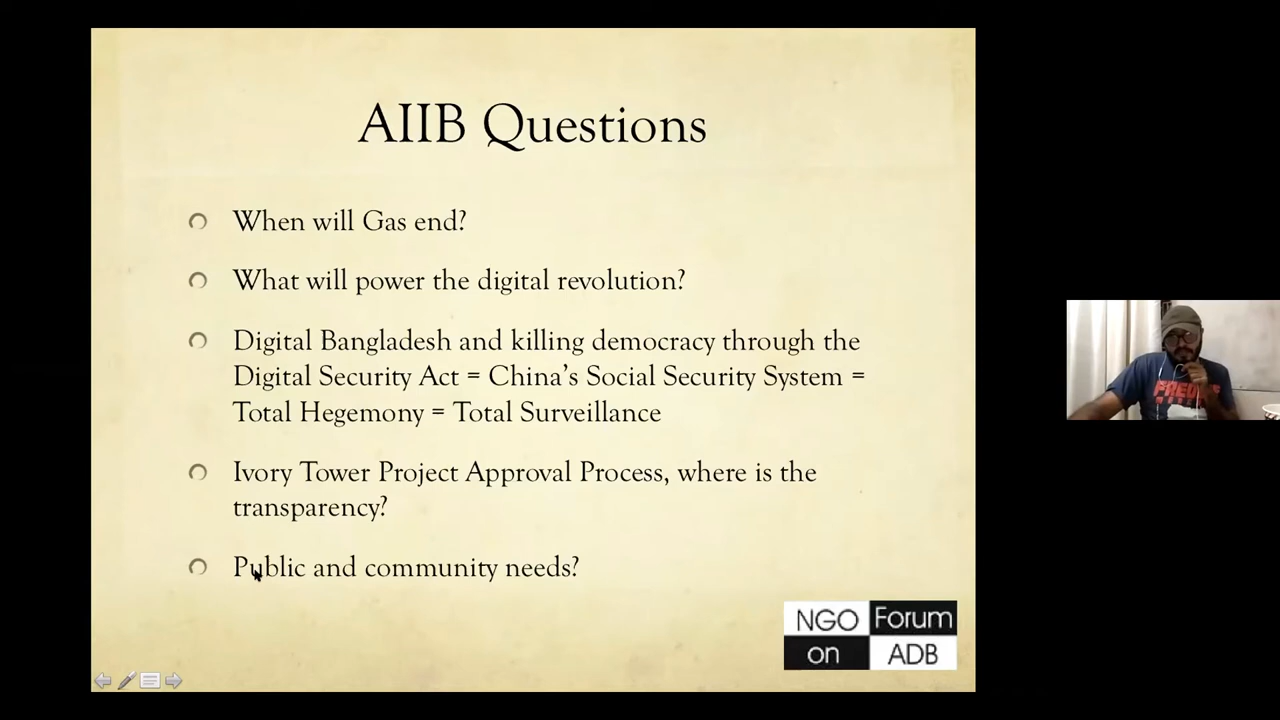 AIIB Questions
When will Gas end?
What will power the digital revolution?
Digital Bangladesh and killing democracy through the
Digital Security Act = China’s Social Security System =
Total Hegemony = Total Surveillance
Ivory Tower Project Approval Process, where is the
transparency?
Public and community needs?
NGO Forum
on ADB